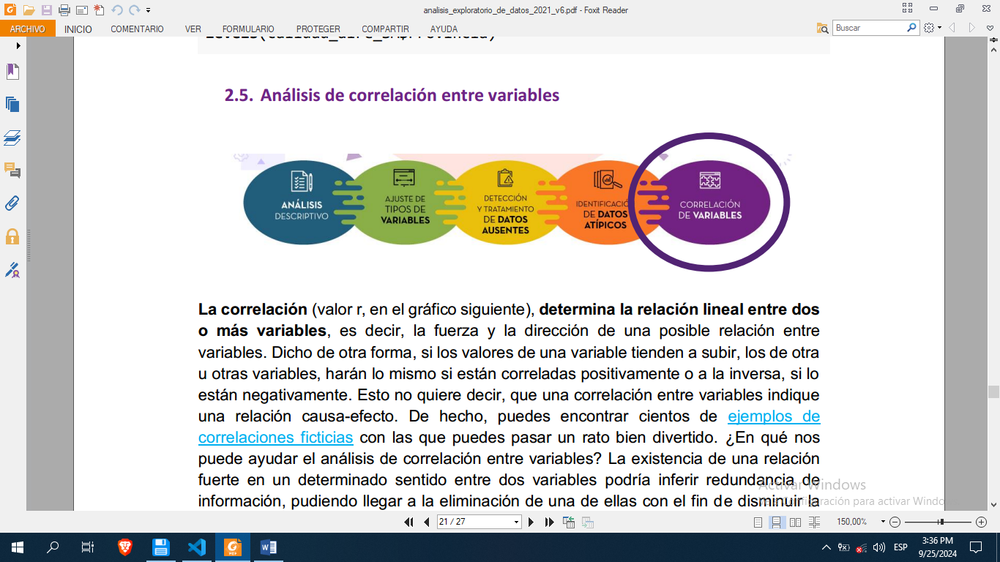 analisis_exploratorio_de_datos_2021_v6.pdf - Foxit Reader
ARCHIVO INICIO COMENTARIO VER FORMULARIO PROTEGER COMPARTIR AYUDA Buscar
2.5. Análisis de correlación entre variables
ANÁLISIS
DESCRIPTIVO
AJUSTE DE
TIPOS DE
VARIABLES
DETECCIÓN
Y TRATAMIENTO
DE DATOS
AUSENTES
IDENTIFICACIÓ
DE DATOS
ATÍPICOS
CORRELACIÓN
DE VARIABLES
La correlación (valor r, en el gráfico siguiente), determina la relación lineal entre dos
o más variables, es decir, la fuerza y la dirección de una posible relación entre
variables. Dicho de otra forma, si los valores de una variable tienden a subir, los de otra
u otras variables, harán lo mismo si están correladas positivamente o a la inversa, si lo
están negativamente. Esto no quiere decir, que una correlación entre variables indique
una relación causa-efecto. De hecho, puedes encontrar cientos de ejemplos de
correlaciones ficticias con las que puedes pasar un rato bien divertido. ¿En qué nos
puede ayudar el análisis de correlación entre variables? La existencia de una relación
fuerte en un determinado sentido entre dos variables podría inferir redundancia de
información, pudiendo llegar a la eliminación de una de ellas con el fin de disminuir la
Activar Windows
Ve a Configuración para activar Windows.
21 / 27
150,00%
ESP
3:36 PM
9/25/2024